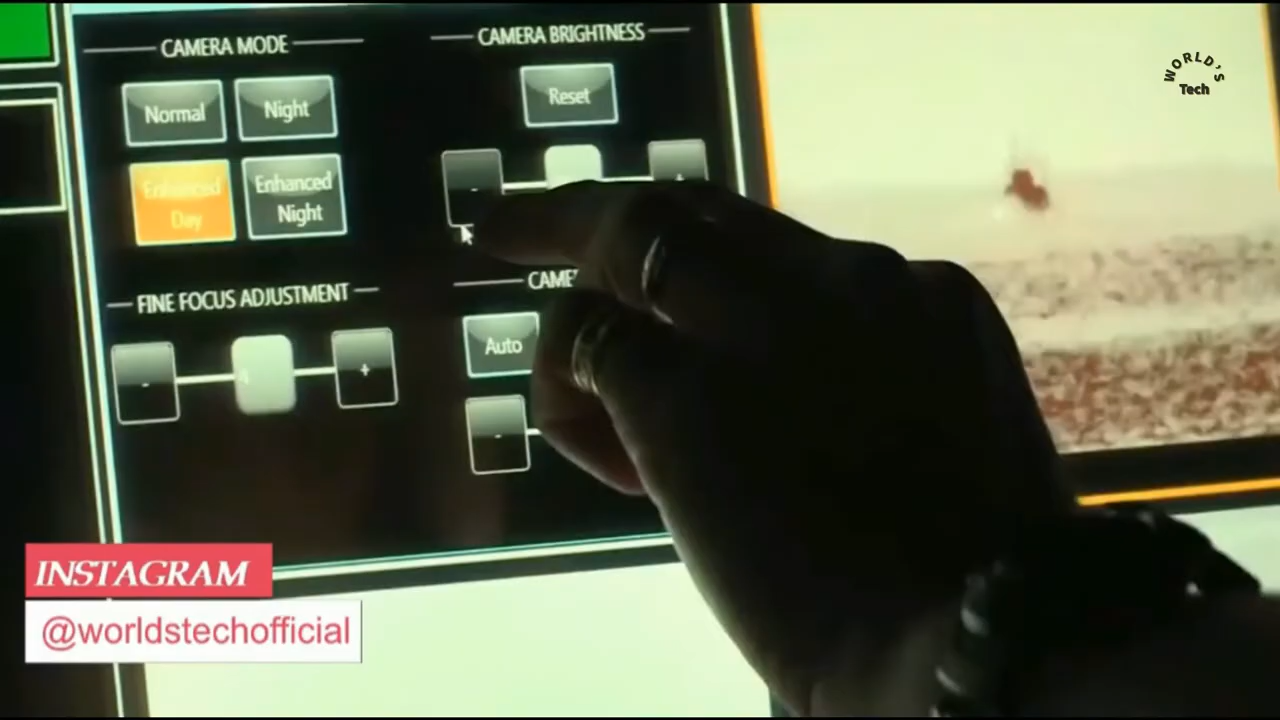 CAMERA MODE
CAMERA BRIGHTNESS
Normal
Night
Reset
Enhanced
Day
Enhanced
Night
-
+
FINE FOCUS ADJUSTMENT
-
+
Auto
-
WORLD'S
Tech
INSTAGRAM
@worldstechofficial